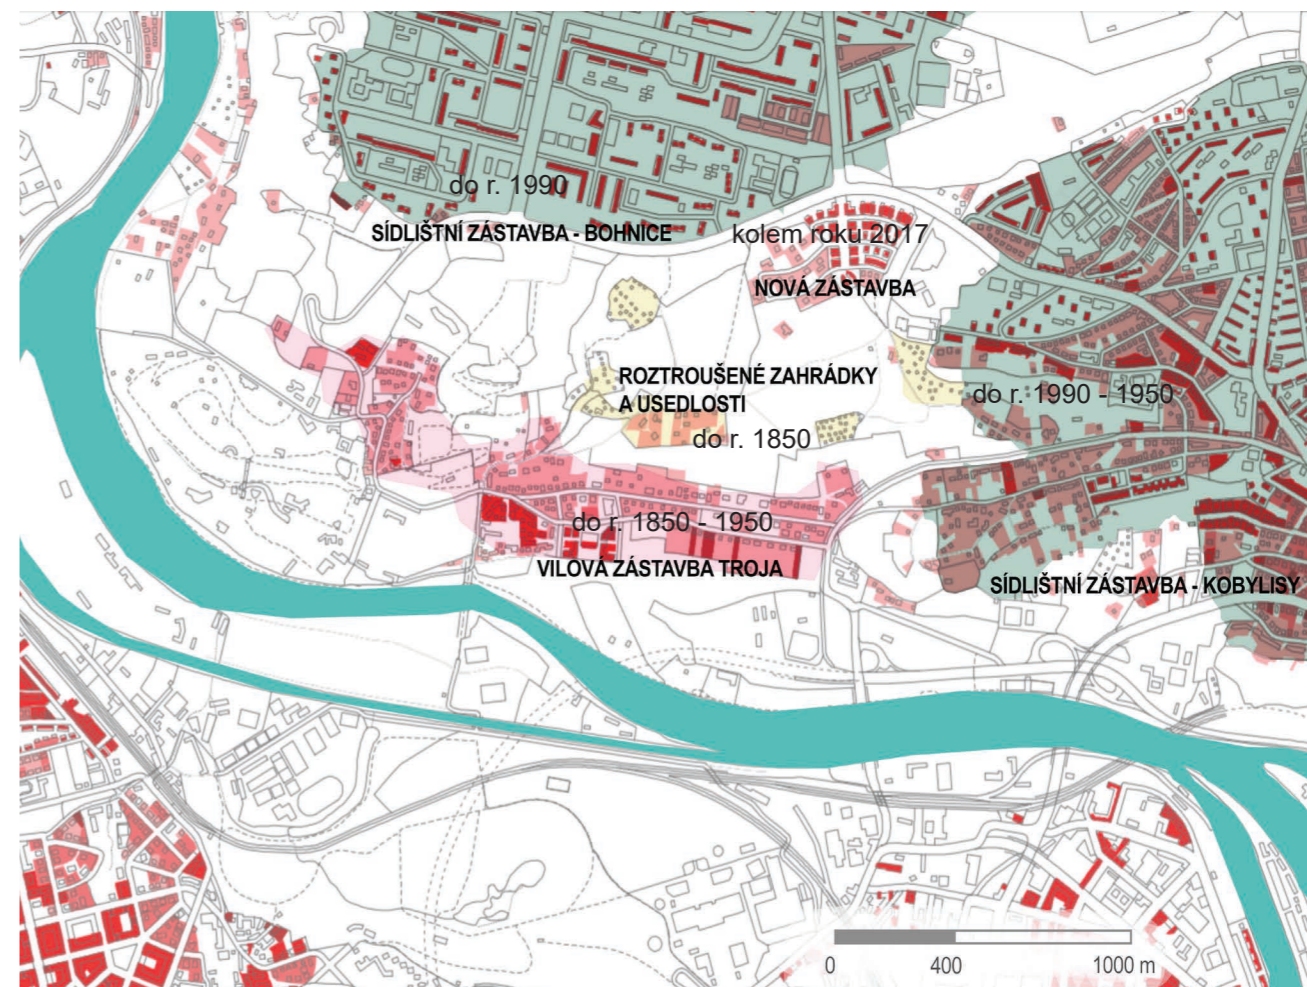 do r. 1990
SÍDLIŠTNÍ ZÁSTAVBA - BOHNICE
kolem roku 2017
NOVÁ ZÁSTAVBA
ROZTROUŠENÉ ZAHRÁDKY
A USEDLOSTI
do r. 1850
do r. 1990 - 1950
do r. 1850 - 1950
VILOVÁ ZÁSTAVBA TROJA
SÍDLIŠTNÍ ZÁSTAVBA - KOBYLISY
0 400 1000 m